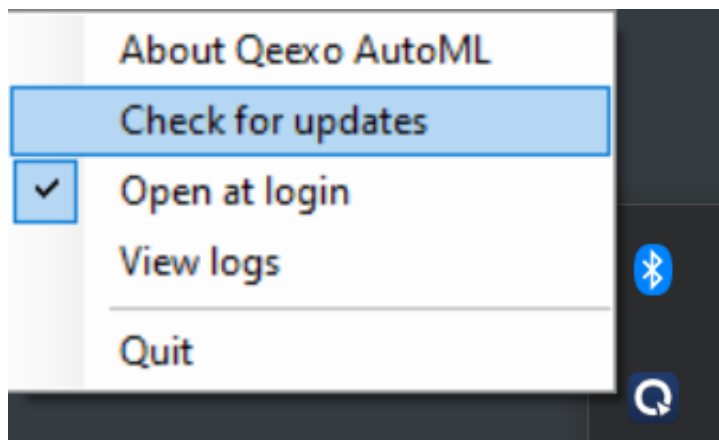 About Qeexo AutoML
Check for updates
Open at login
View logs
Quit